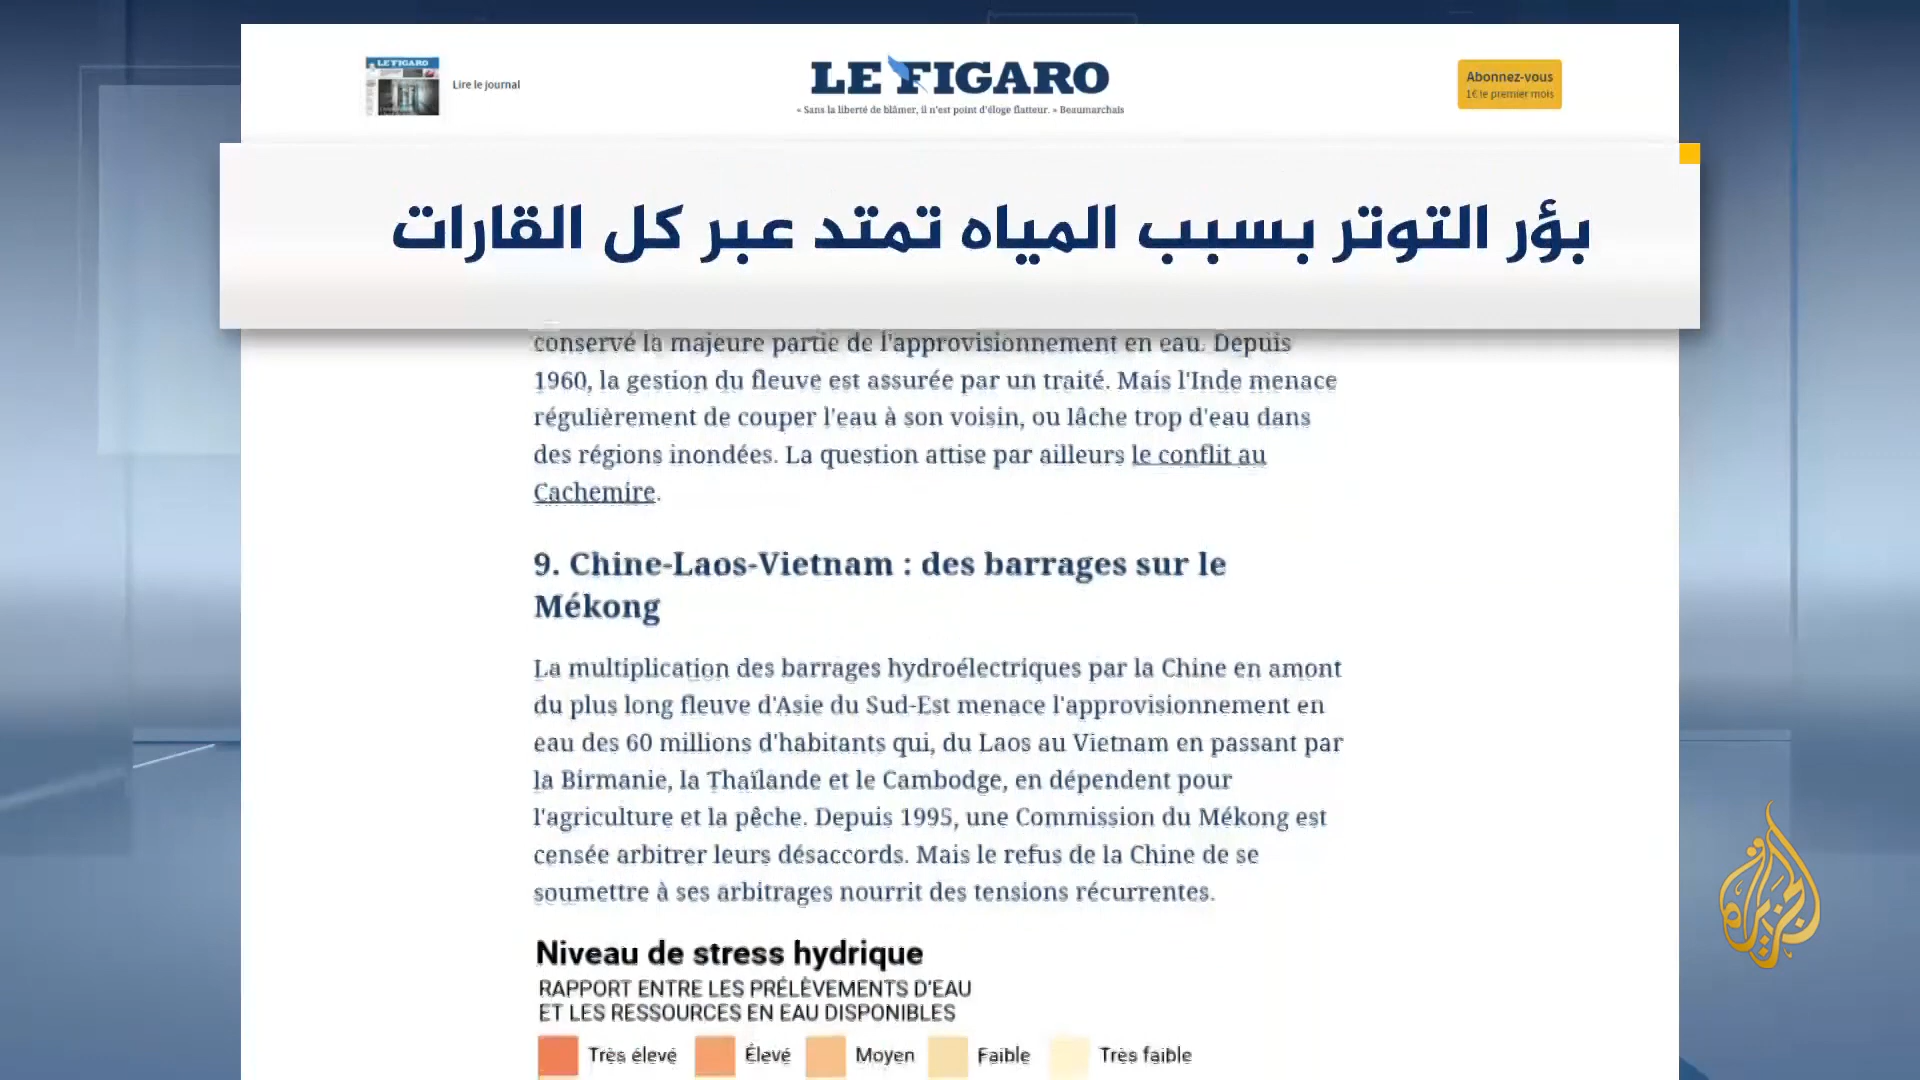 LE FIGARO
Lire le journal
LE FIGARO
« Sans la liberté de blâmer, il n'est point d'éloge flatteur. » Beaumarchais
Abonnez-vous
1€ le premier mois
بؤر التوتر بسبب المياه تمتد عبر كل القارات
conservé la majeure partie de l'approvisionnement en eau. Depuis
1960, la gestion du fleuve est assurée par un traité. Mais l'Inde menace
régulièrement de couper l'eau à son voisin, ou lâche trop d'eau dans
des régions inondées. La question attise par ailleurs le conflit au
Cachemire.
9. Chine-Laos-Vietnam : des barrages sur le
Mékong
La multiplication des barrages hydroélectriques par la Chine en amont
du plus long fleuve d'Asie du Sud-Est menace l'approvisionnement en
eau des 60 millions d'habitants qui, du Laos au Vietnam en passant par
la Birmanie, la Thaïlande et le Cambodge, en dépendent pour
l'agriculture et la pêche. Depuis 1995, une Commission du Mékong est
censée arbitrer leurs désaccords. Mais le refus de la Chine de se
soumettre à ses arbitrages nourrit des tensions récurrentes.
Niveau de stress hydrique
RAPPORT ENTRE LES PRÉLÈVEMENTS D'EAU
ET LES RESSOURCES EN EAU DISPONIBLES
Très élevé Élevé Moyen Faible Très faible
الجزيرة